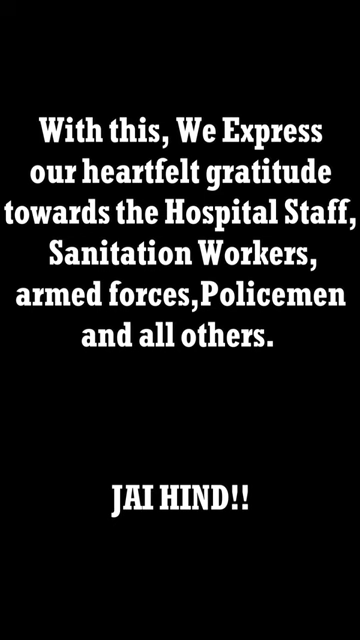 With this, We Express
our heartfelt gratitude
towards the Hospital Staff,
Sanitation Workers,
armed forces,Policemen
and all others.
JAI HIND!!